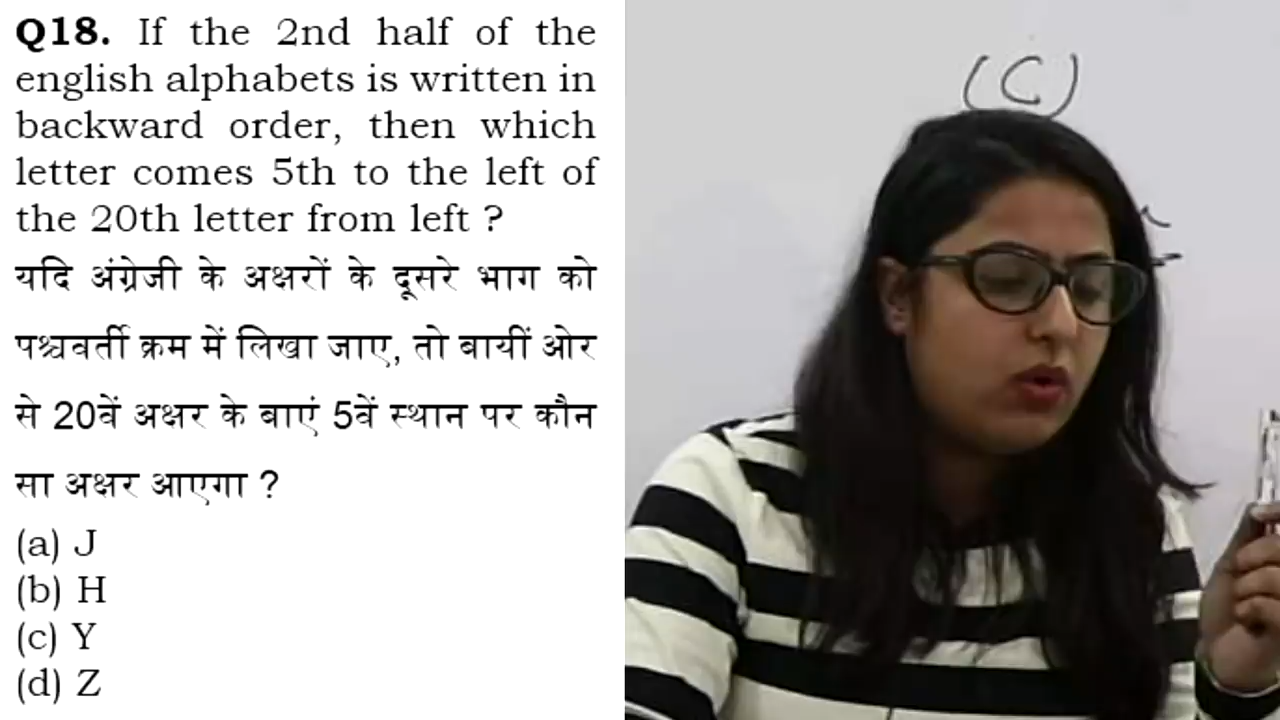 Q18. If the 2nd half of the
english alphabets is written in
backward order, then which
letter comes 5th to the left of
the 20th letter from left ?
यदि अंग्रेजी के अक्षरों के दूसरे भाग को
पश्चवर्ती क्रम में लिखा जाए, तो बायीं ओर
से 20वें अक्षर के बाएं 5वें स्थान पर कौन
सा अक्षर आएगा ?
(a) J
(b) H
(c) Y
(d) Z
(C)